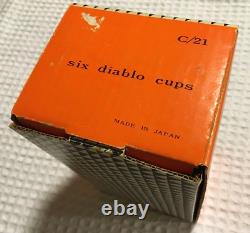 C/21
six diablo cups
MADE IN JAPAN